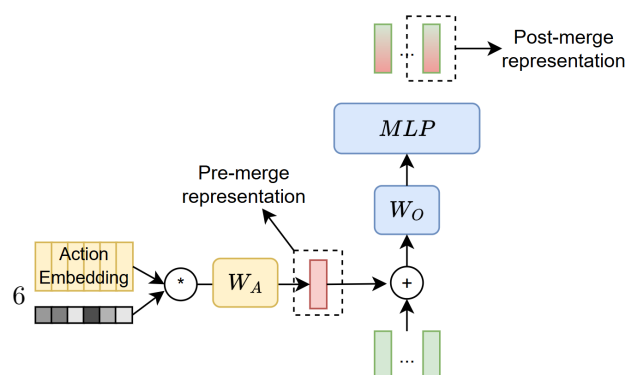 Post-merge
representation
...
MLP
Pre-merge
representation
W_O
Action
Embedding
*
W_A
+
6
...